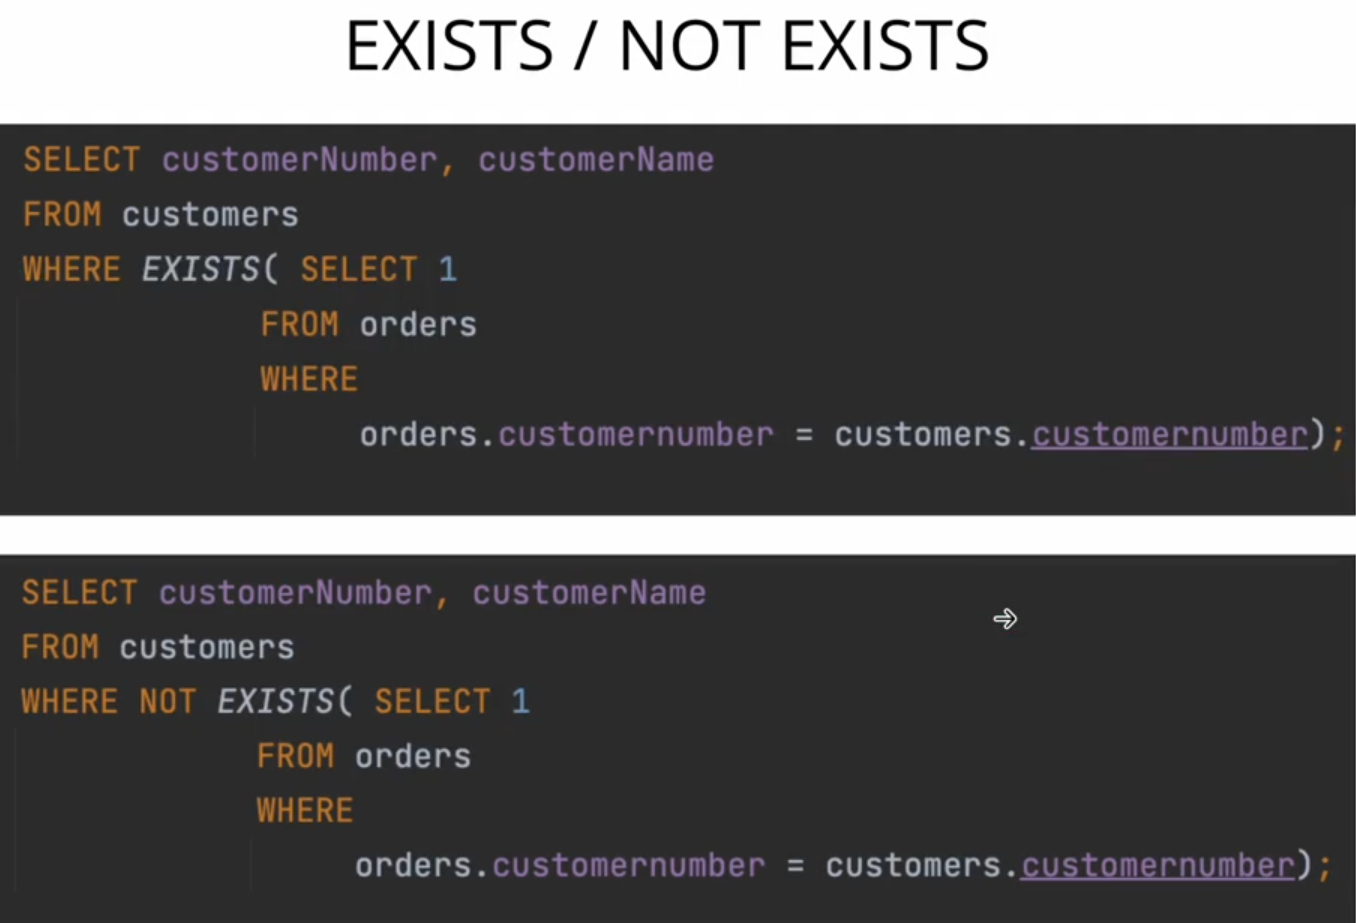 EXISTS / NOT EXISTS
SELECT customerNumber, customerName
FROM customers
WHERE EXISTS( SELECT 1
FROM orders
WHERE
orders.customernumber = customers.customernumber);
SELECT customerNumber, customerName
FROM customers
WHERE NOT EXISTS( SELECT 1
FROM orders
WHERE
orders.customernumber = customers.customernumber);